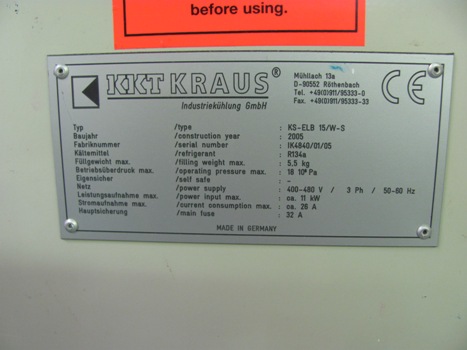 before using.
KKT KRAUS®
Industriekühlung GmbH
Mühllach 13a
D-90552 Röthenbach
Tel. +49(0)911/95333-0
Fax. +49(0)911/95333-33
CE
Typ /type : KS-ELB 15/W-S
Baujahr /construction year : 2005
Fabriknummer /serial number : IK4840/01/05
Kältemittel /refrigerant : R134a
Füllgewicht max. /filling weight max. : 5,5 kg
Betriebsüberdruck max. /operating pressure max. : 18 10⁵ Pa
Eigensicher /self safe : –
Netz /power supply : 400-480 V / 3 Ph / 50-60 Hz
Leistungsaufnahme max. /power input max. : ca. 11 kW
Stromaufnahme max. /current consumption max. : ca. 26 A
Hauptsicherung /main fuse : 32 A
MADE IN GERMANY